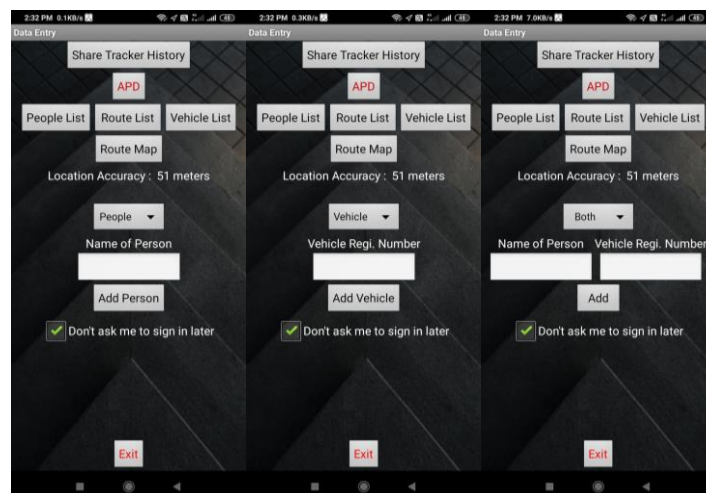 2:32 PM 0.1KB/s
Data Entry
Share Tracker History
APD
People List Route List Vehicle List
Route Map
Location Accuracy : 51 meters
People
Name of Person
Add Person
Don't ask me to sign in later
Exit
2:32 PM 0.3KB/s
Data Entry
Share Tracker History
APD
People List Route List Vehicle List
Route Map
Location Accuracy : 51 meters
Vehicle
Vehicle Regi. Number
Add Vehicle
Don't ask me to sign in later
Exit
2:32 PM 7.0KB/s
Data Entry
Share Tracker History
APD
People List Route List Vehicle List
Route Map
Location Accuracy : 51 meters
Both
Name of Person Vehicle Regi. Number
Add
Don't ask me to sign in later
Exit